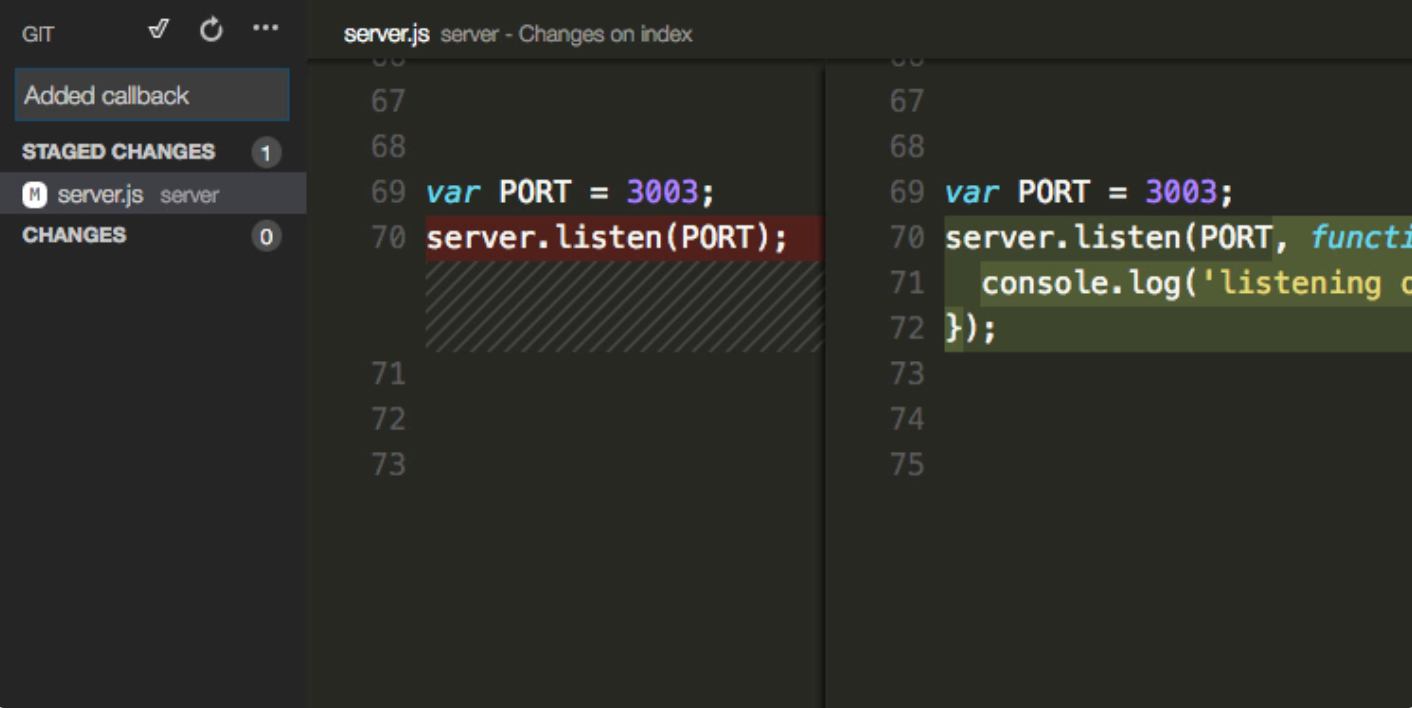 GIT
Added callback
STAGED CHANGES 1
M server.js server
CHANGES 0
server.js server - Changes on index
67
68
69 var PORT = 3003;
70 server.listen(PORT);
71
72
73
67
68
69 var PORT = 3003;
70 server.listen(PORT, functi
71 console.log('listening
72 });
73
74
75